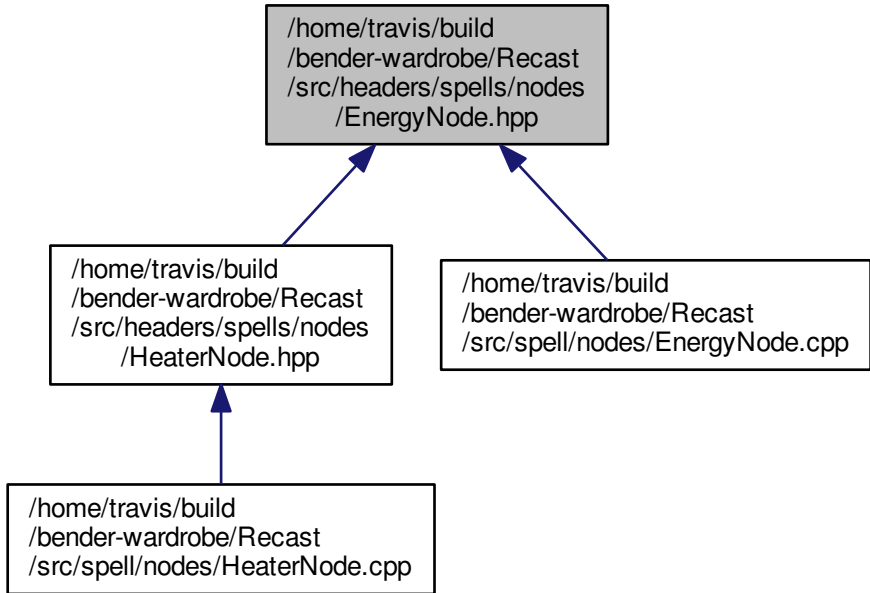 /home/travis/build
/bender-wardrobe/Recast
/src/headers/spells/nodes
/EnergyNode.hpp
/home/travis/build
/bender-wardrobe/Recast
/src/headers/spells/nodes
/HeaterNode.hpp
/home/travis/build
/bender-wardrobe/Recast
/src/spell/nodes/EnergyNode.cpp
/home/travis/build
/bender-wardrobe/Recast
/src/spell/nodes/HeaterNode.cpp